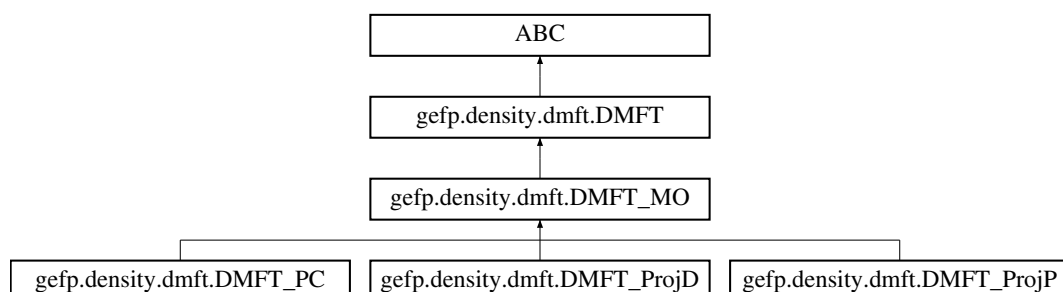 ABC
gefp.density.dmft.DMFT
gefp.density.dmft.DMFT_MO
gefp.density.dmft.DMFT_PC gefp.density.dmft.DMFT_ProjD gefp.density.dmft.DMFT_ProjP